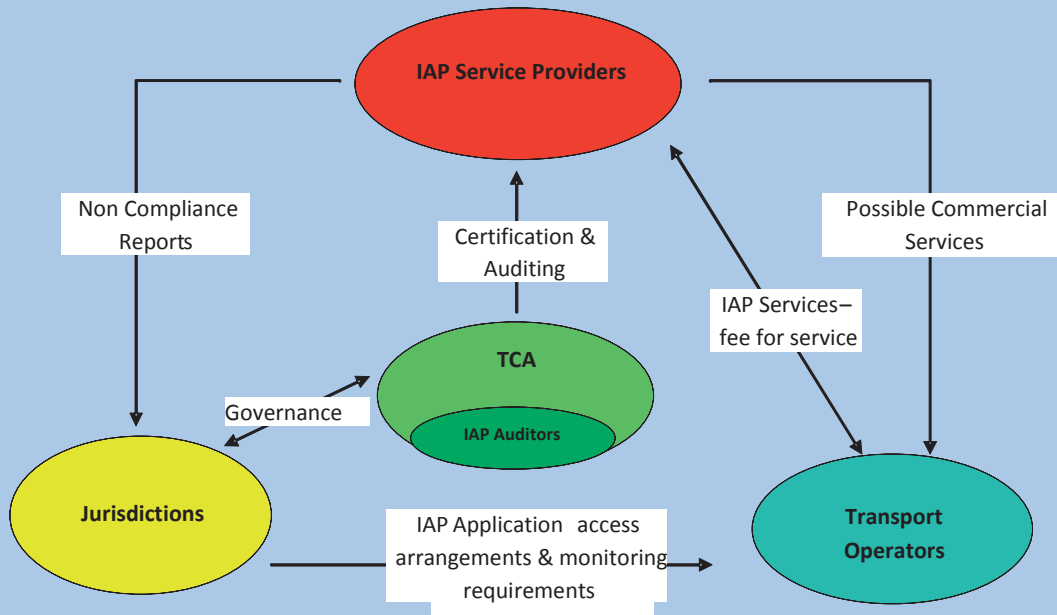 IAP Service Providers
Non Compliance
Reports
Certification &
Auditing
Possible Commercial
Services
IAP Services–
fee for service
TCA
IAP Auditors
Governance
Jurisdictions
IAP Application access
arrangements & monitoring
requirements
Transport
Operators